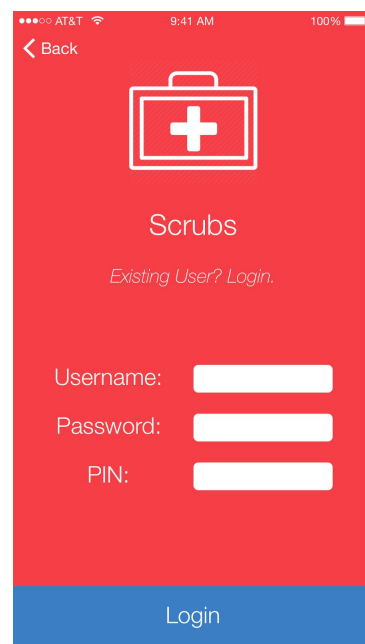 AT&T 9:41 AM 100%
Back
Scrubs
Existing User? Login.
Username:
Password:
PIN:
Login